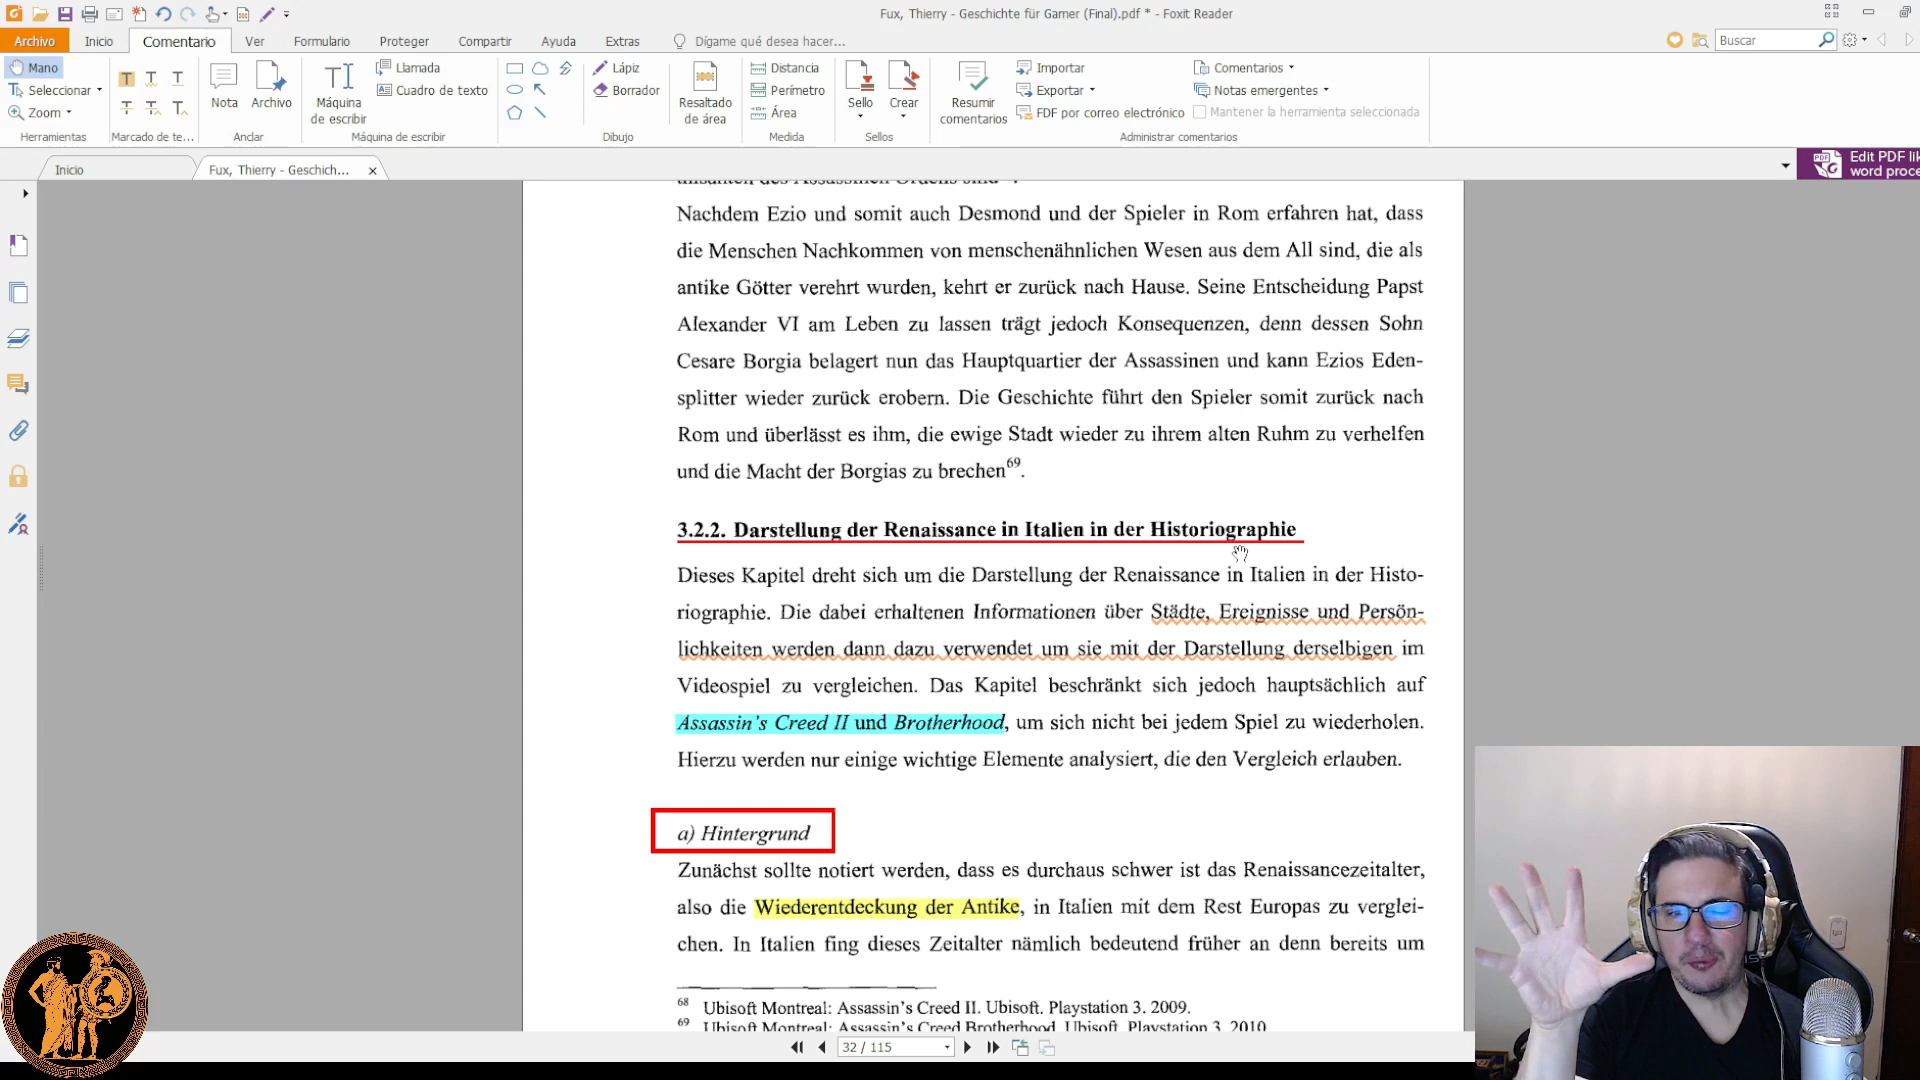 Fux, Thierry - Geschichte für Gamer (Final).pdf * - Foxit Reader
Archivo Inicio Comentario Ver Formulario Proteger Compartir Ayuda Extras Dígame qué desea hacer... Buscar
Mano
Seleccionar
Zoom
Herramientas
T T T
T T T
Marcado de te...
Nota
Archivo
Anclar
Máquina
de escribir
Llamada
Cuadro de texto
Máquina de escribir
Lápiz
Borrador
Dibujo
Resaltado
de área
Distancia
Perímetro
Área
Medida
Sello
Crear
Sellos
Resumir
comentarios
Importar
Exportar
FDF por correo electrónico
Comentarios
Notas emergentes
Mantener la herramienta seleccionada
Administrar comentarios
Inicio
Fux, Thierry - Geschich...
Edit PDF
word
Nachdem Ezio und somit auch Desmond und der Spieler in Rom erfahren hat, dass
die Menschen Nachkommen von menschenähnlichen Wesen aus dem All sind, die als
antike Götter verehrt wurden, kehrt er zurück nach Hause. Seine Entscheidung Papst
Alexander VI am Leben zu lassen trägt jedoch Konsequenzen, denn dessen Sohn
Cesare Borgia belagert nun das Hauptquartier der Assassinen und kann Ezios Eden-
splitter wieder zurück erobern. Die Geschichte führt den Spieler somit zurück nach
Rom und überlässt es ihm, die ewige Stadt wieder zu ihrem alten Ruhm zu verhelfen
und die Macht der Borgias zu brechen69.
3.2.2. Darstellung der Renaissance in Italien in der Historiographie
Dieses Kapitel dreht sich um die Darstellung der Renaissance in Italien in der Histo-
riographie. Die dabei erhaltenen Informationen über Städte, Ereignisse und Persön-
lichkeiten werden dann dazu verwendet um sie mit der Darstellung derselbigen im
Videospiel zu vergleichen. Das Kapitel beschränkt sich jedoch hauptsächlich auf
Assassin's Creed II und Brotherhood, um sich nicht bei jedem Spiel zu wiederholen.
Hierzu werden nur einige wichtige Elemente analysiert, die den Vergleich erlauben.
a) Hintergrund
Zunächst sollte notiert werden, dass es durchaus schwer ist das Renaissancezeitalter,
also die Wiederentdeckung der Antike, in Italien mit dem Rest Europas zu verglei-
chen. In Italien fing dieses Zeitalter nämlich bedeutend früher an denn bereits um
68 Ubisoft Montreal: Assassin's Creed II. Ubisoft. Playstation 3. 2009.
69 Ubisoft Montreal: Assassin's Creed Brotherhood. Ubisoft. Playstation 3. 2010.
32 / 115